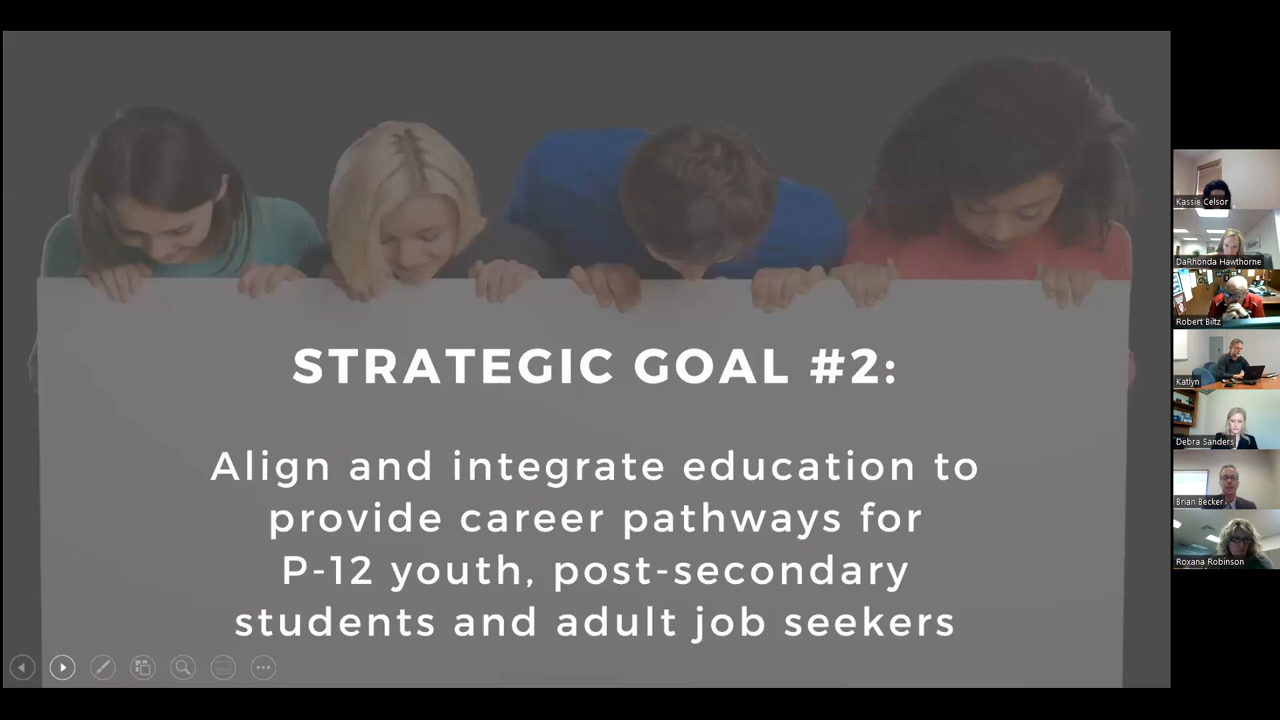 STRATEGIC GOAL #2:
Align and integrate education to
provide career pathways for
P-12 youth, post-secondary
students and adult job seekers
Kassie Celsor
DaRhonda Hawthorne
Robert Biltz
Katlyn
Debra Sanders
Brian Becker
Roxana Robinson